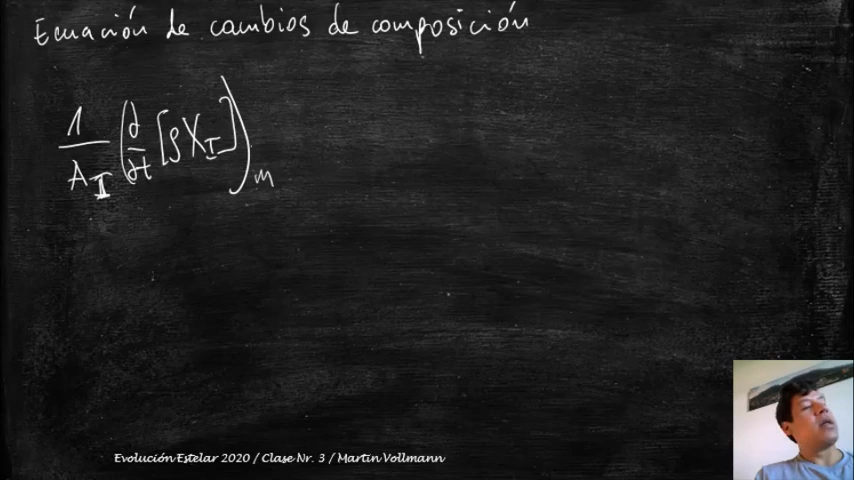 Ecuación de cambios de composición
1/A_I (∂/∂t [ρX_I])_m
Evolución Estelar 2020 / Clase Nr. 3 / Martin Vollmann